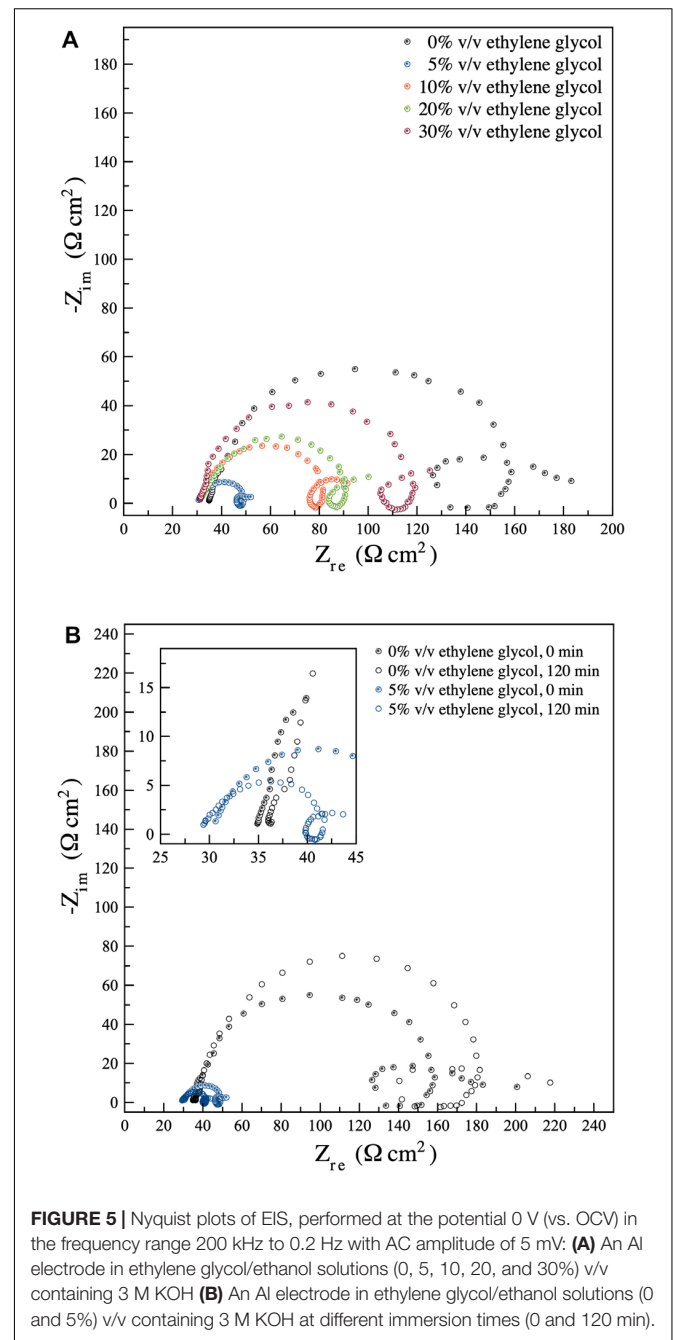 A
0% v/v ethylene glycol
5% v/v ethylene glycol
10% v/v ethylene glycol
20% v/v ethylene glycol
30% v/v ethylene glycol
180
160
140
120
100
80
60
40
20
0
-Z_im (Ω cm²)
0 20 40 60 80 100 120 140 160 180 200
Z_re (Ω cm²)
B
0% v/v ethylene glycol, 0 min
0% v/v ethylene glycol, 120 min
5% v/v ethylene glycol, 0 min
5% v/v ethylene glycol, 120 min
15
10
5
0
25 30 35 40 45
240
220
200
180
160
140
120
100
80
60
40
20
0
-Z_im (Ω cm²)
0 20 40 60 80 100 120 140 160 180 200 220 240
Z_re (Ω cm²)
FIGURE 5 | Nyquist plots of EIS, performed at the potential 0 V (vs. OCV) in
the frequency range 200 kHz to 0.2 Hz with AC amplitude of 5 mV: (A) An Al
electrode in ethylene glycol/ethanol solutions (0, 5, 10, 20, and 30%) v/v
containing 3 M KOH (B) An Al electrode in ethylene glycol/ethanol solutions (0
and 5%) v/v containing 3 M KOH at different immersion times (0 and 120 min).